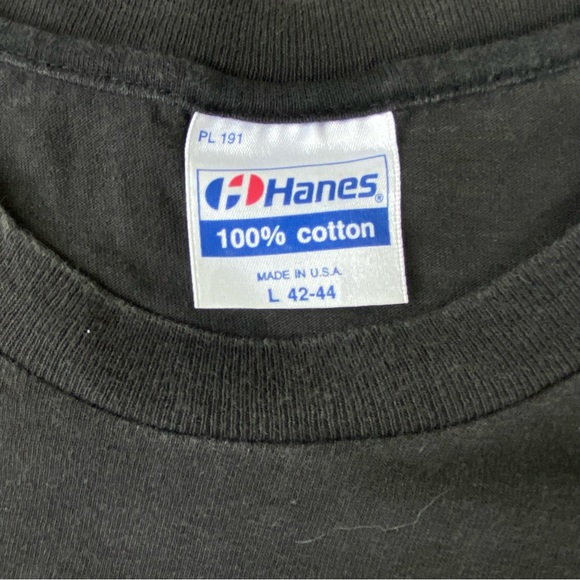 PL 191
Hanes®
100% cotton
MADE IN U.S.A.
L 42-44